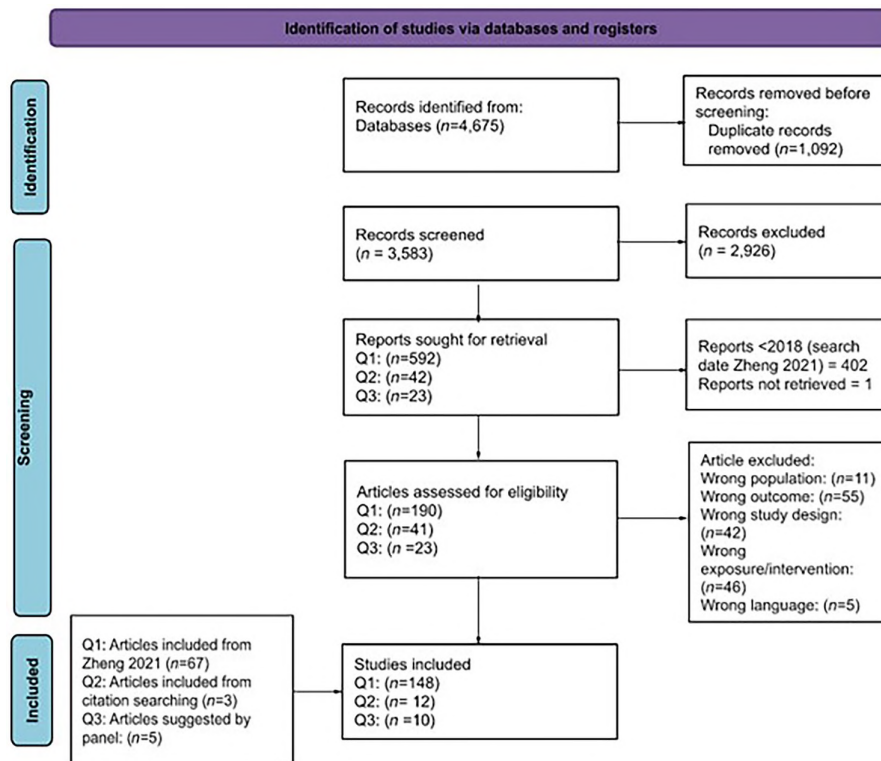 Identification of studies via databases and registers
Identification
Records identified from:
Databases (n=4,675)
Records removed before
screening:
Duplicate records
removed (n=1,092)
Screening
Records screened
(n = 3,583)
Records excluded
(n = 2,926)
Reports sought for retrieval
Q1: (n=592)
Q2: (n=42)
Q3: (n=23)
Reports <2018 (search
date Zheng 2021) = 402
Reports not retrieved = 1
Articles assessed for eligibility
Q1: (n=190)
Q2: (n=41)
Q3: (n =23)
Article excluded:
Wrong population: (n=11)
Wrong outcome: (n=55)
Wrong study design:
(n=42)
Wrong
exposure/intervention:
(n=46)
Wrong language: (n=5)
Included
Q1: Articles included from
Zheng 2021 (n=67)
Q2: Articles included from
citation searching (n=3)
Q3: Articles suggested by
panel: (n=5)
Studies included
Q1: (n=148)
Q2: (n= 12)
Q3: (n =10)